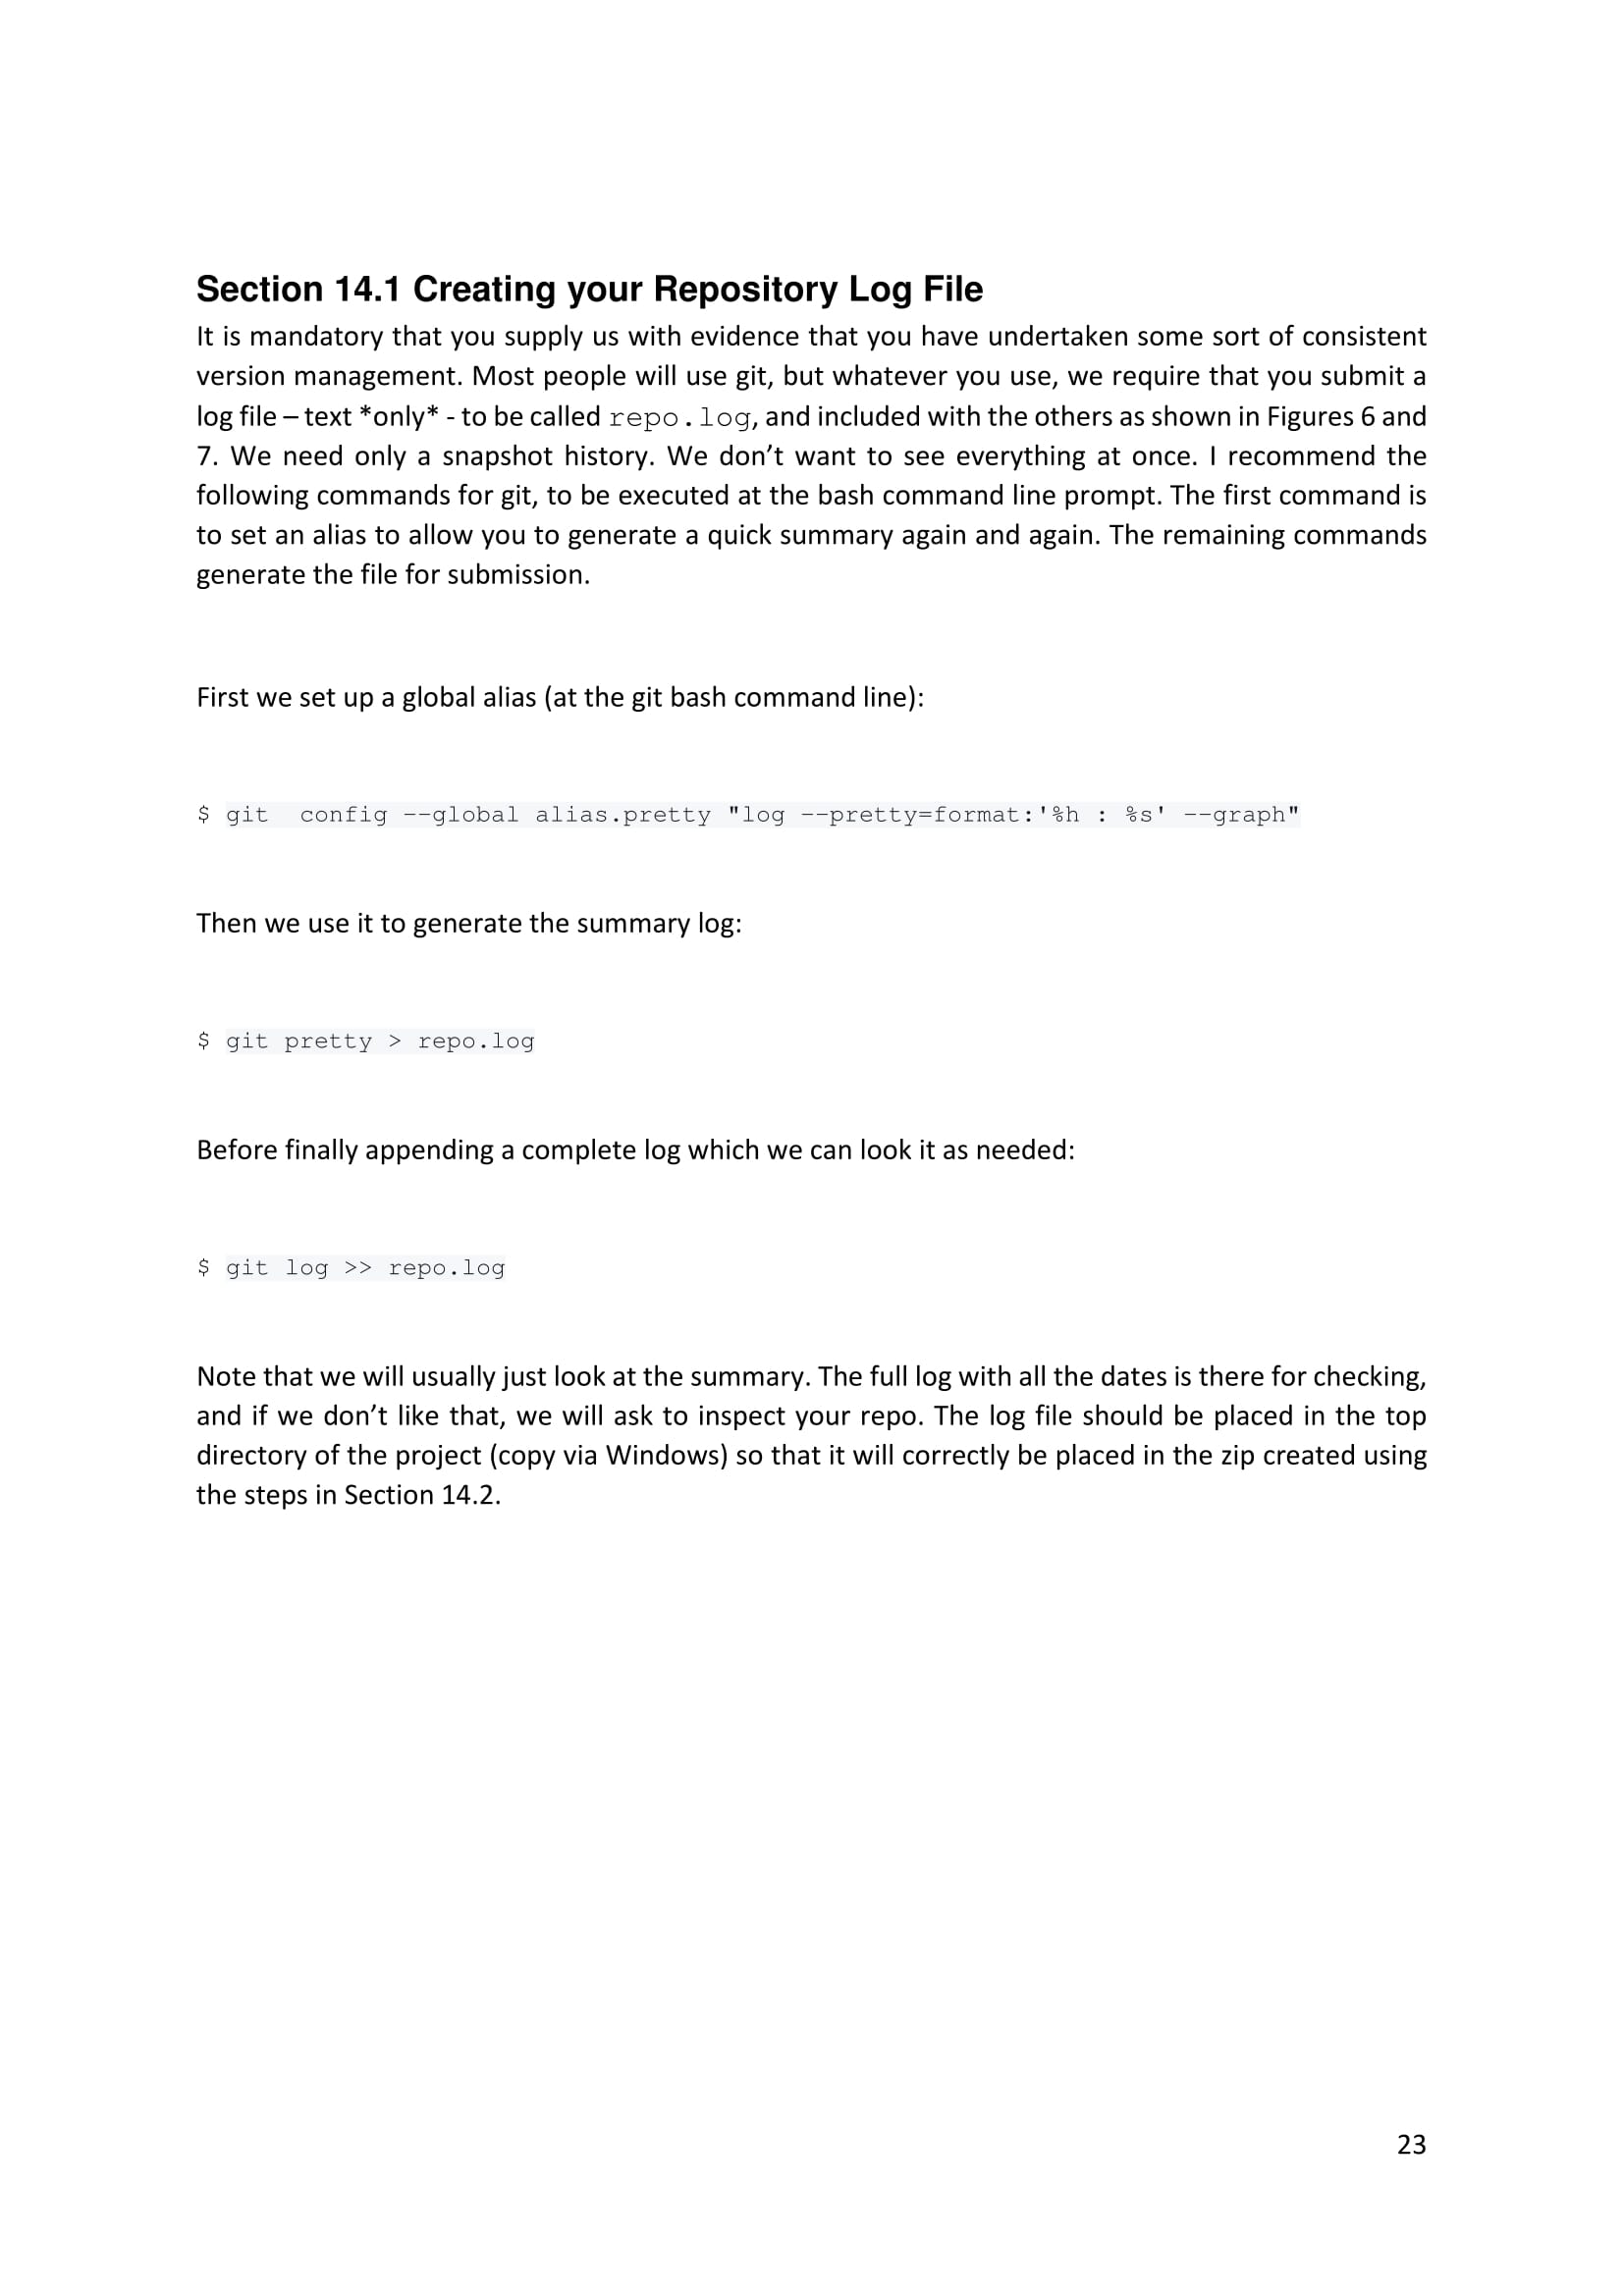 Section 14.1 Creating your Repository Log File
It is mandatory that you supply us with evidence that you have undertaken some sort of consistent
version management. Most people will use git, but whatever you use, we require that you submit a
log file – text *only* - to be called repo.log, and included with the others as shown in Figures 6 and
7. We need only a snapshot history. We don’t want to see everything at once. I recommend the
following commands for git, to be executed at the bash command line prompt. The first command is
to set an alias to allow you to generate a quick summary again and again. The remaining commands
generate the file for submission.
First we set up a global alias (at the git bash command line):
$ git  config --global alias.pretty "log --pretty=format:'%h : %s' --graph"
Then we use it to generate the summary log:
$ git pretty > repo.log
Before finally appending a complete log which we can look it as needed:
$ git log >> repo.log
Note that we will usually just look at the summary. The full log with all the dates is there for checking,
and if we don’t like that, we will ask to inspect your repo. The log file should be placed in the top
directory of the project (copy via Windows) so that it will correctly be placed in the zip created using
the steps in Section 14.2.
23